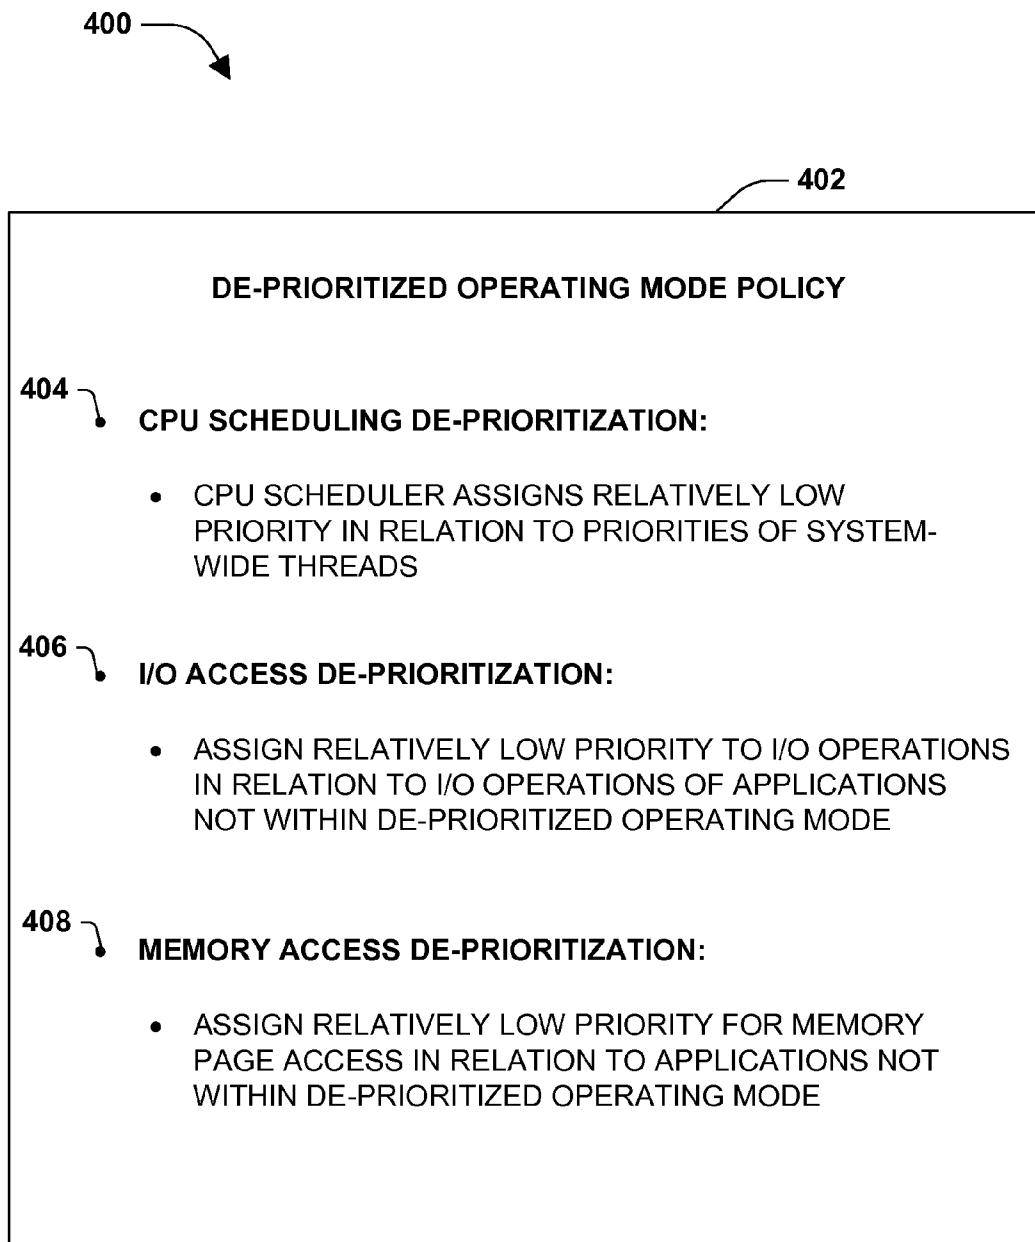 400
402
DE-PRIORITIZED OPERATING MODE POLICY
404
• CPU SCHEDULING DE-PRIORITIZATION:
• CPU SCHEDULER ASSIGNS RELATIVELY LOW
PRIORITY IN RELATION TO PRIORITIES OF SYSTEM-
WIDE THREADS
406
• I/O ACCESS DE-PRIORITIZATION:
• ASSIGN RELATIVELY LOW PRIORITY TO I/O OPERATIONS
IN RELATION TO I/O OPERATIONS OF APPLICATIONS
NOT WITHIN DE-PRIORITIZED OPERATING MODE
408
• MEMORY ACCESS DE-PRIORITIZATION:
• ASSIGN RELATIVELY LOW PRIORITY FOR MEMORY
PAGE ACCESS IN RELATION TO APPLICATIONS NOT
WITHIN DE-PRIORITIZED OPERATING MODE